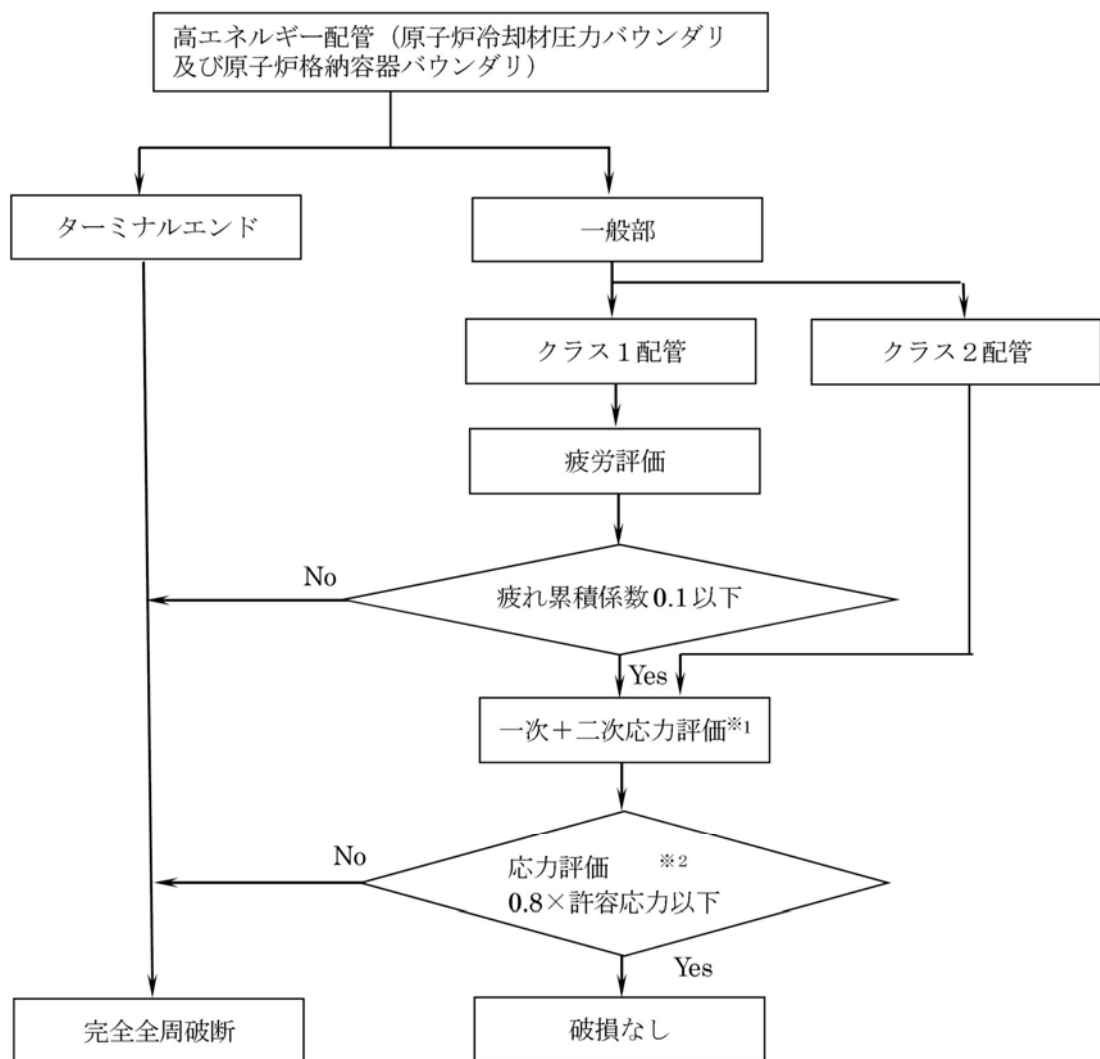 高エネルギー配管（原子炉冷却材圧力バウンダリ
及び原子炉格納容器バウンダリ）
ターミナルエンド
一般部
クラス１配管
クラス２配管
疲労評価
No
疲れ累積係数 0.1 以下
Yes
一次＋二次応力評価※1
No
応力評価 ※2
0.8×許容応力以下
Yes
完全全周破断
破損なし